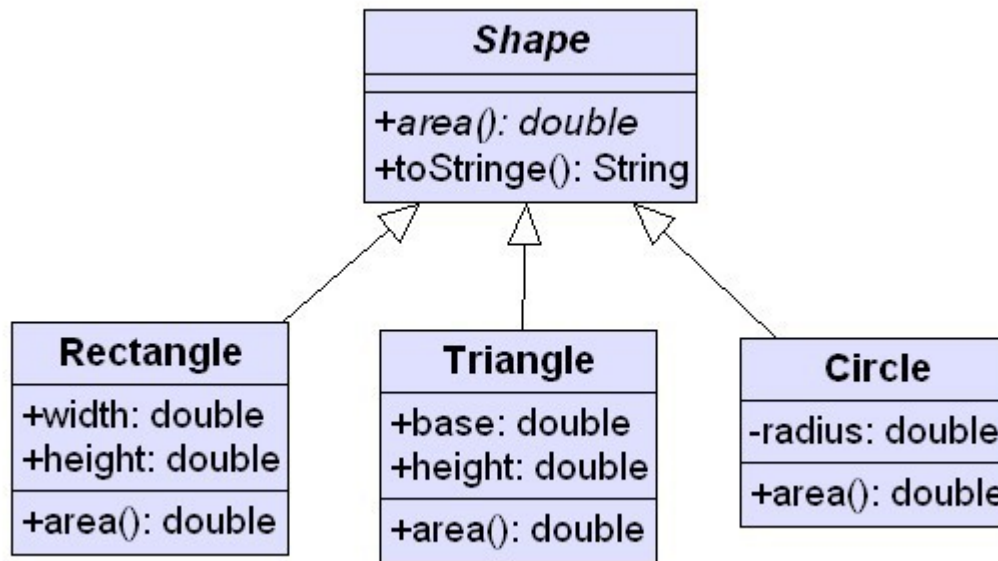 Shape
+area(): double
+toStringe(): String
Rectangle
+width: double
+height: double
+area(): double
Triangle
+base: double
+height: double
+area(): double
Circle
-radius: double
+area(): double